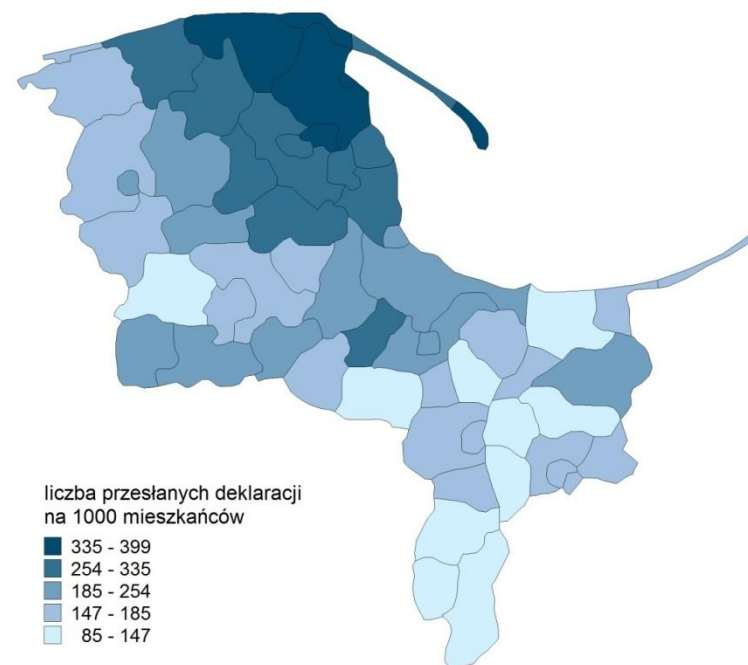 liczba przesłanych deklaracji
na 1000 mieszkańców
335 - 399
254 - 335
185 - 254
147 - 185
85 - 147